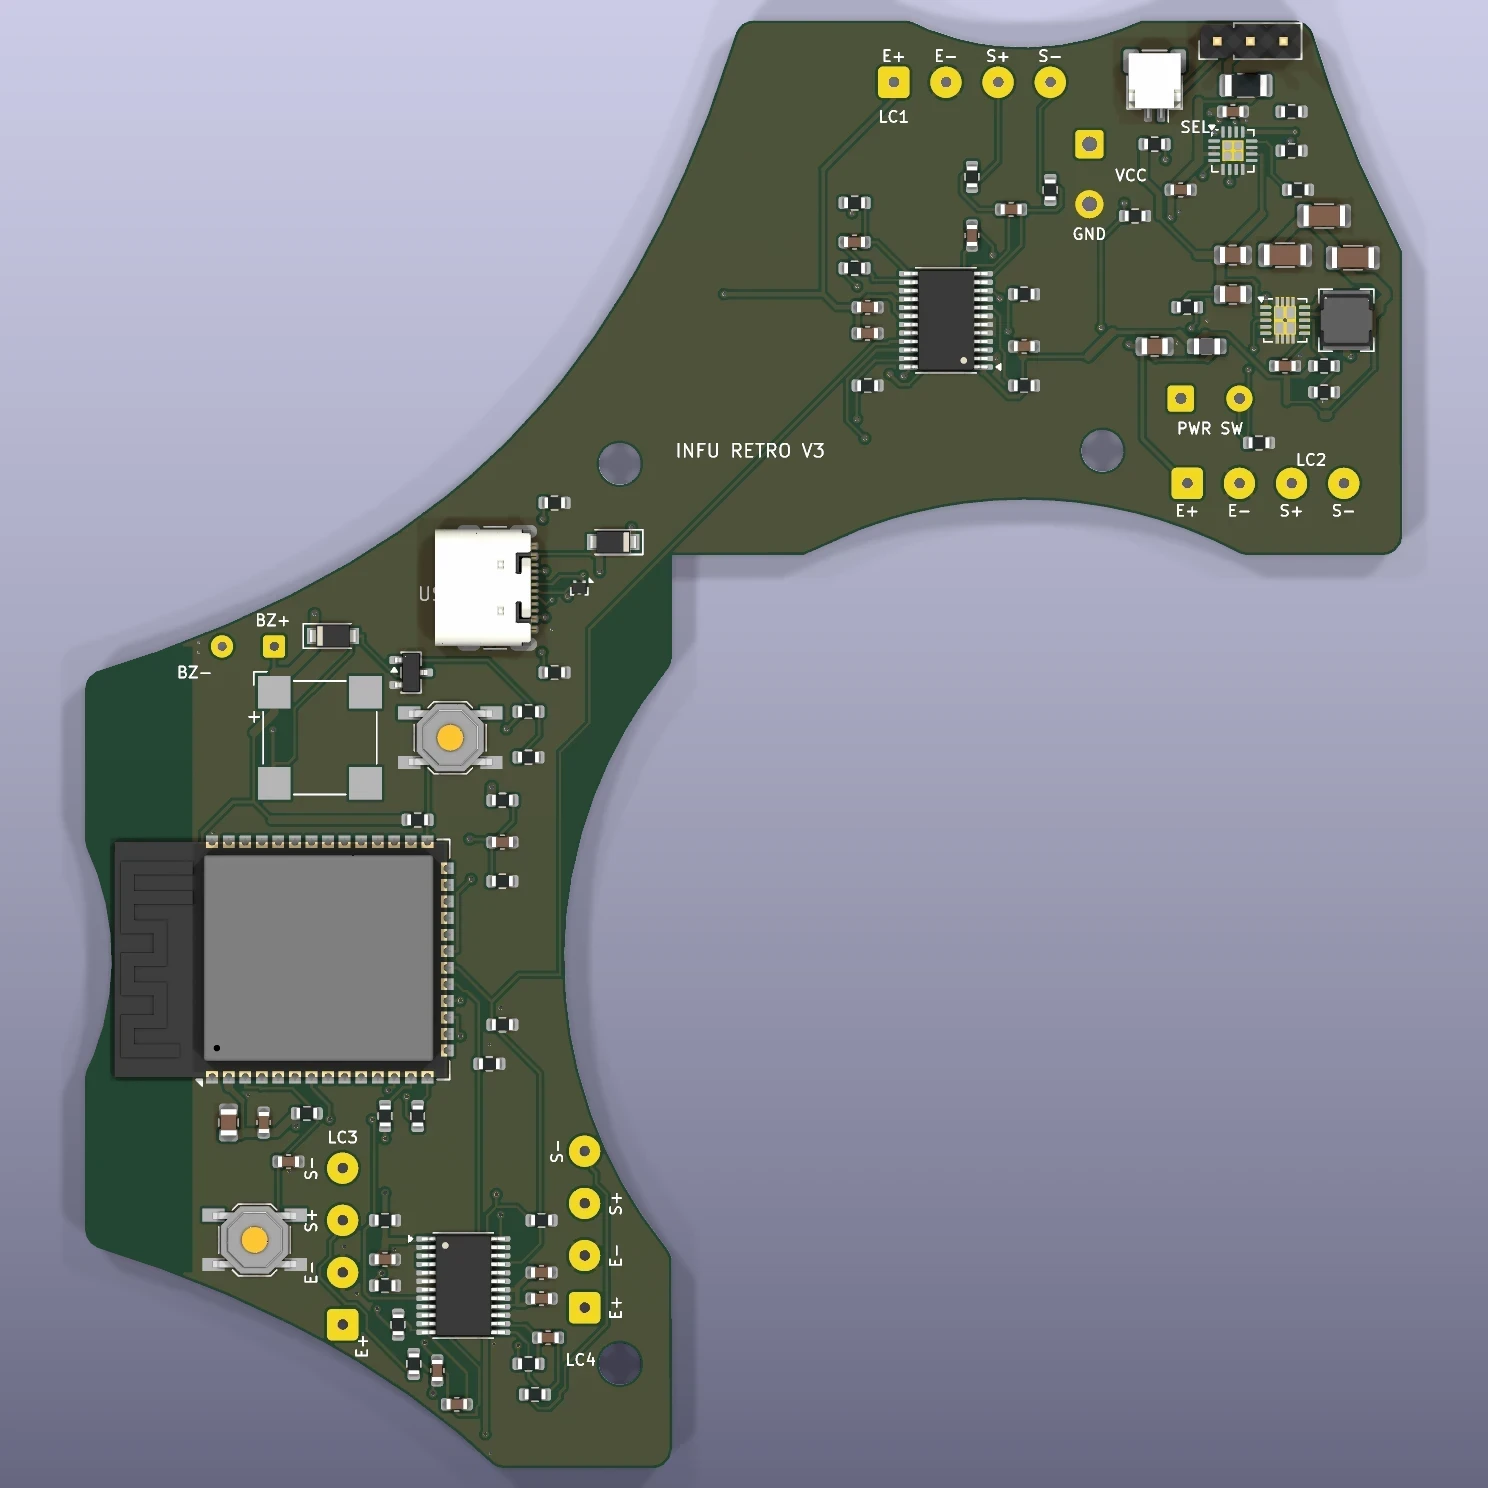 E+ E- S+ S-
LC1
SEL
VCC
GND
PWR SW
LC2
E+ E- S+ S-
INFU RETRO V3
BZ+
BZ-
+
LC3
S-
S+
E-
E+
S-
S+
E-
E+
LC4